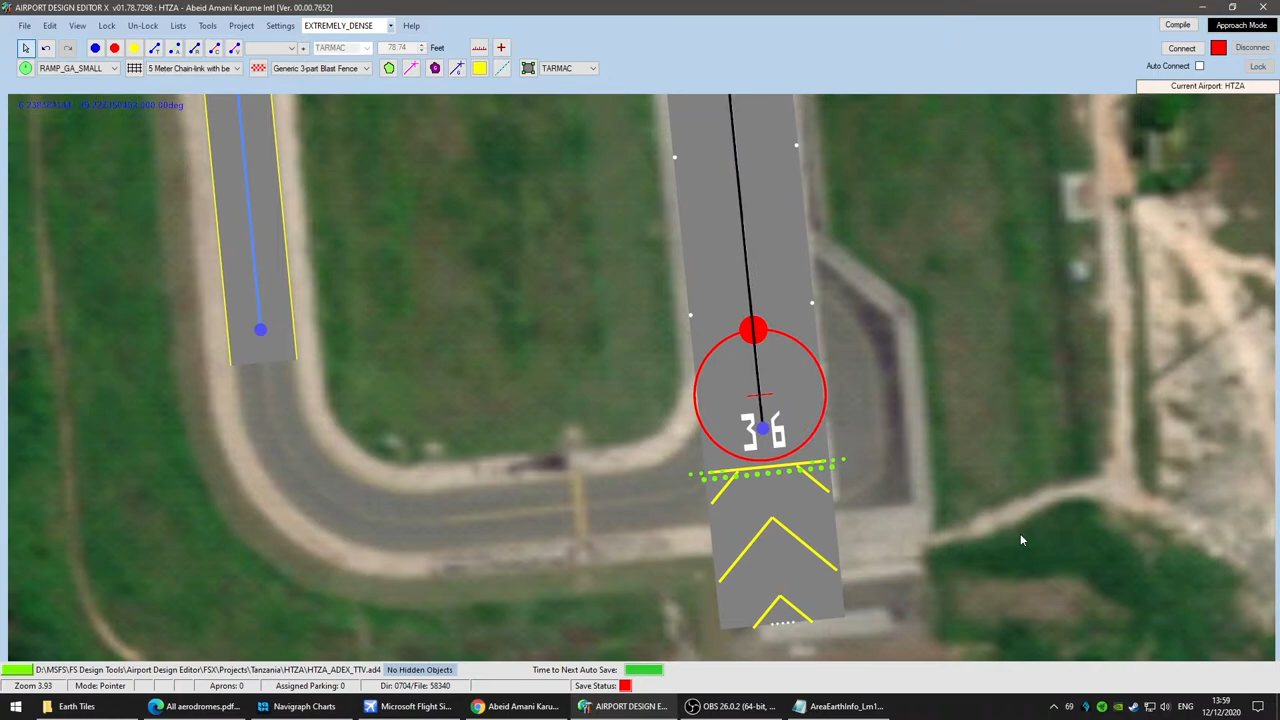 AIRPORT DESIGN EDITOR X v01.78.7298 : HTZA - Abeid Amani Karume Intl [Ver. 00.00.7652]
File Edit View Lock Un-Lock Lists Tools Project Settings EXTREMELY_DENSE Help
Compile Approach Mode
TARMAC 78.74 Feet
Connect Disconnec
RAMP_GA_SMALL 5 Meter Chain-link with be Generic 3-part Blast Fence TARMAC
Auto Connect Lock
Current Airport: HTZA
36
D:\MSFS\FS Design Tools\Airport Design Editor\FSX\Projects\Tanzania\HTZA\HTZA_ADEX_TTV.ad4 No Hidden Objects Time to Next Auto Save:
Zoom 3.93 Mode: Pointer Aprons: 0 Assigned Parking: 0 Dir: 0704/File: 58340 Save Status:
Earth Tiles All aerodromes.pdf... Navigraph Charts Microsoft Flight Si... Abeid Amani Karu... AIRPORT DESIGN E... OBS 26.0.2 (64-bit, ... AreaEarthInfo_Lm1... 69 ENG 13:59
12/12/2020